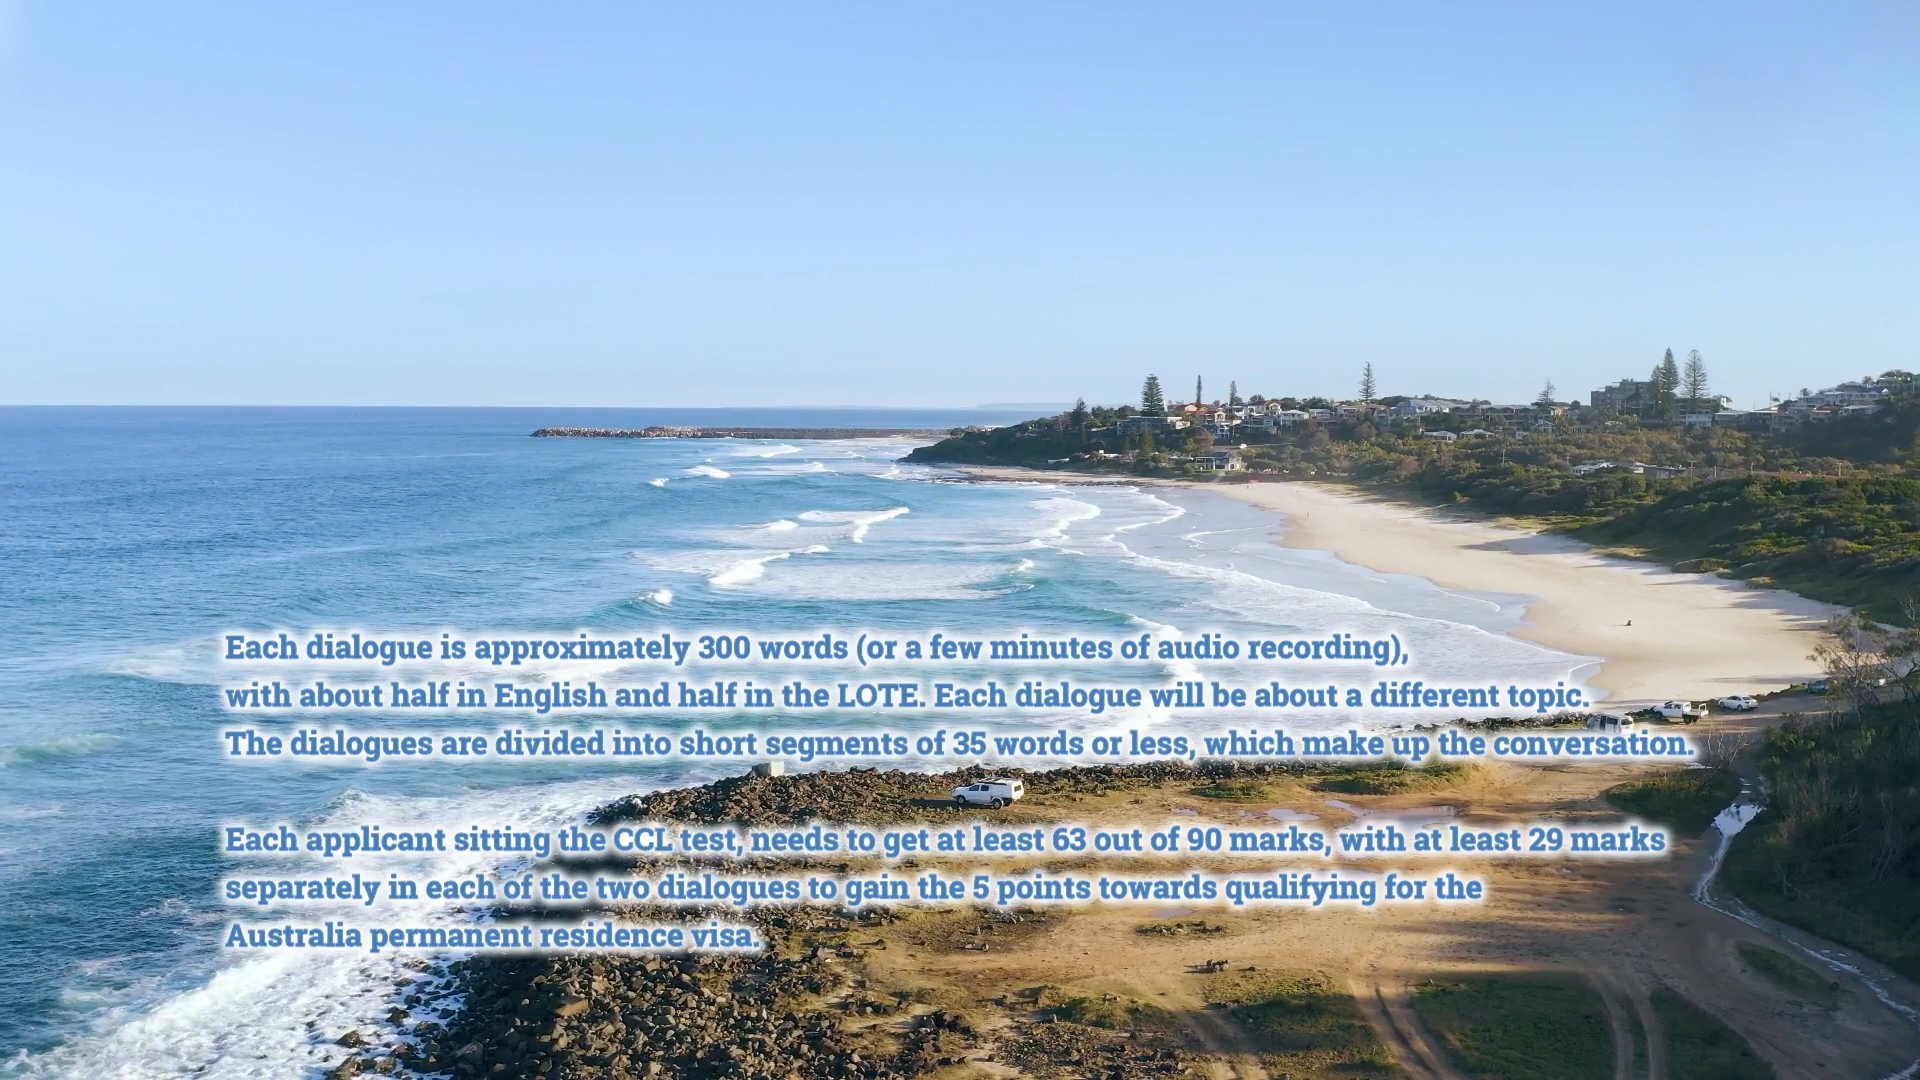 Each dialogue is approximately 300 words (or a few minutes of audio recording),
with about half in English and half in the LOTE. Each dialogue will be about a different topic.
The dialogues are divided into short segments of 35 words or less, which make up the conversation.
Each applicant sitting the CCL test, needs to get at least 63 out of 90 marks, with at least 29 marks
separately in each of the two dialogues to gain the 5 points towards qualifying for the
Australia permanent residence visa.